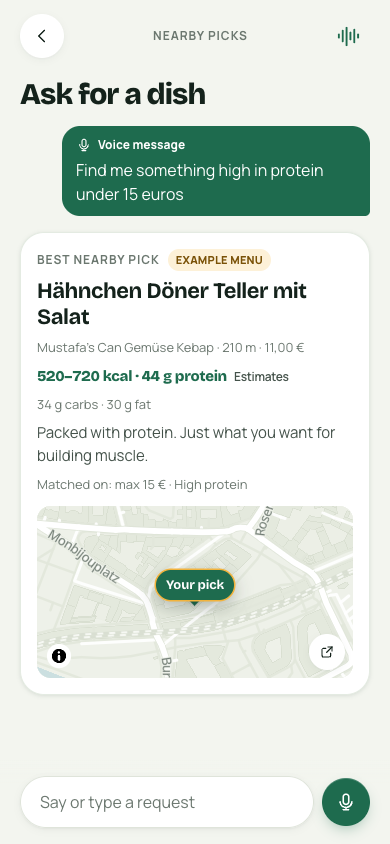 NEARBY PICKS
Ask for a dish
Voice message
Find me something high in protein
under 15 euros
BEST NEARBY PICK EXAMPLE MENU
Hähnchen Döner Teller mit
Salat
Mustafa's Can Gemüse Kebap · 210 m · 11,00 €
520–720 kcal · 44 g protein Estimates
34 g carbs · 30 g fat
Packed with protein. Just what you want for
building muscle.
Matched on: max 15 € · High protein
Monbijouplatz
Roser
Your pick
Bur
Say or type a request